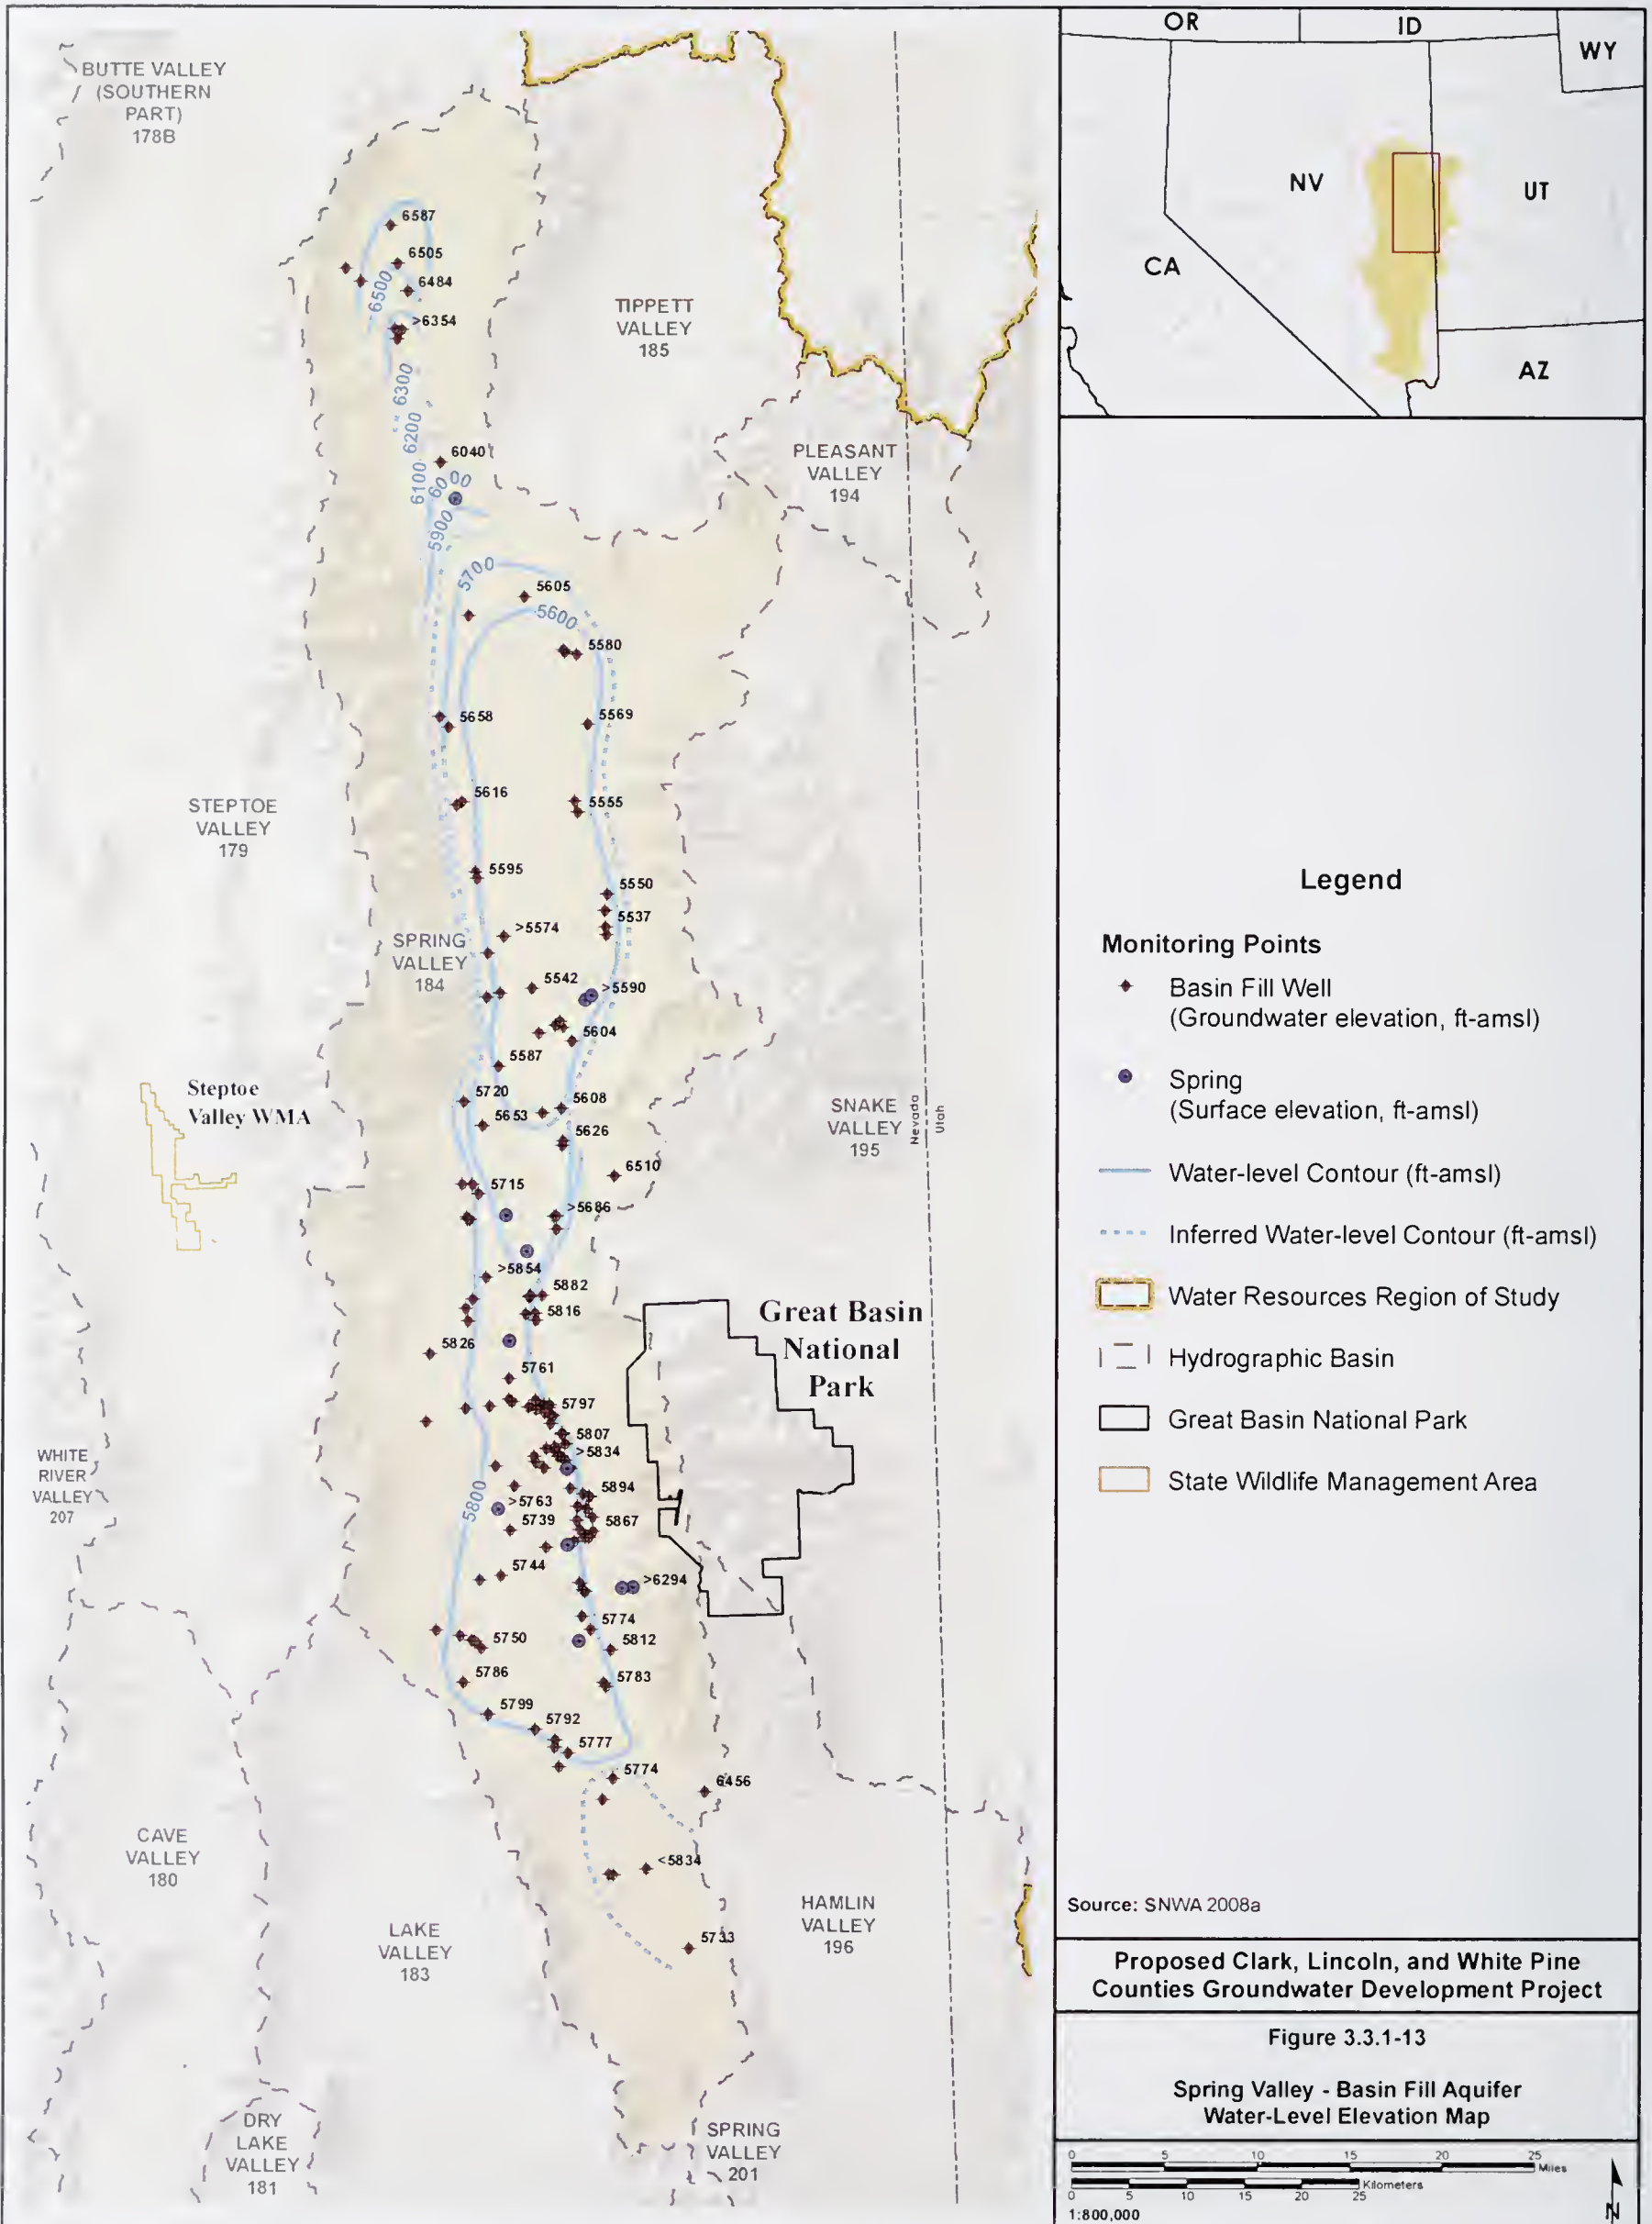 BUTTE VALLEY
(SOUTHERN
PART)
178B
6587
6505
6484
6500
>6354
6300
6200
6040
6100
6000
5900
TIPPETT
VALLEY
185
PLEASANT
VALLEY
194
5700
5605
5600
5580
5658
5569
5616
5555
STEPTOE
VALLEY
179
5595
5550
5537
>5574
SPRING
VALLEY
184
5542
>5590
5604
5587
Steptoe
Valley WMA
5720
5608
5653
5626
SNAKE
VALLEY
195
Nevada
Utah
6510
5715
>5686
>5854
5882
5816
5826
Great Basin
National
Park
5761
5797
5807
>5834
WHITE
RIVER
VALLEY
207
5800
5894
>5763
5739
5867
5744
>6294
5774
5750
5812
5786
5783
5799
5792
5777
5774
6456
CAVE
VALLEY
180
<5834
LAKE
VALLEY
183
HAMLIN
VALLEY
196
5733
DRY
LAKE
VALLEY
181
SPRING
VALLEY
201
OR
ID
WY
NV
UT
CA
AZ
Legend
Monitoring Points
Basin Fill Well
(Groundwater elevation, ft-amsl)
Spring
(Surface elevation, ft-amsl)
Water-level Contour (ft-amsl)
Inferred Water-level Contour (ft-amsl)
Water Resources Region of Study
Hydrographic Basin
Great Basin National Park
State Wildlife Management Area
Source: SNWA 2008a
Proposed Clark, Lincoln, and White Pine
Counties Groundwater Development Project
Figure 3.3.1-13
Spring Valley - Basin Fill Aquifer
Water-Level Elevation Map
0 5 10 15 20 25
Miles
Kilometers
0 5 10 15 20 25
1:800,000
N